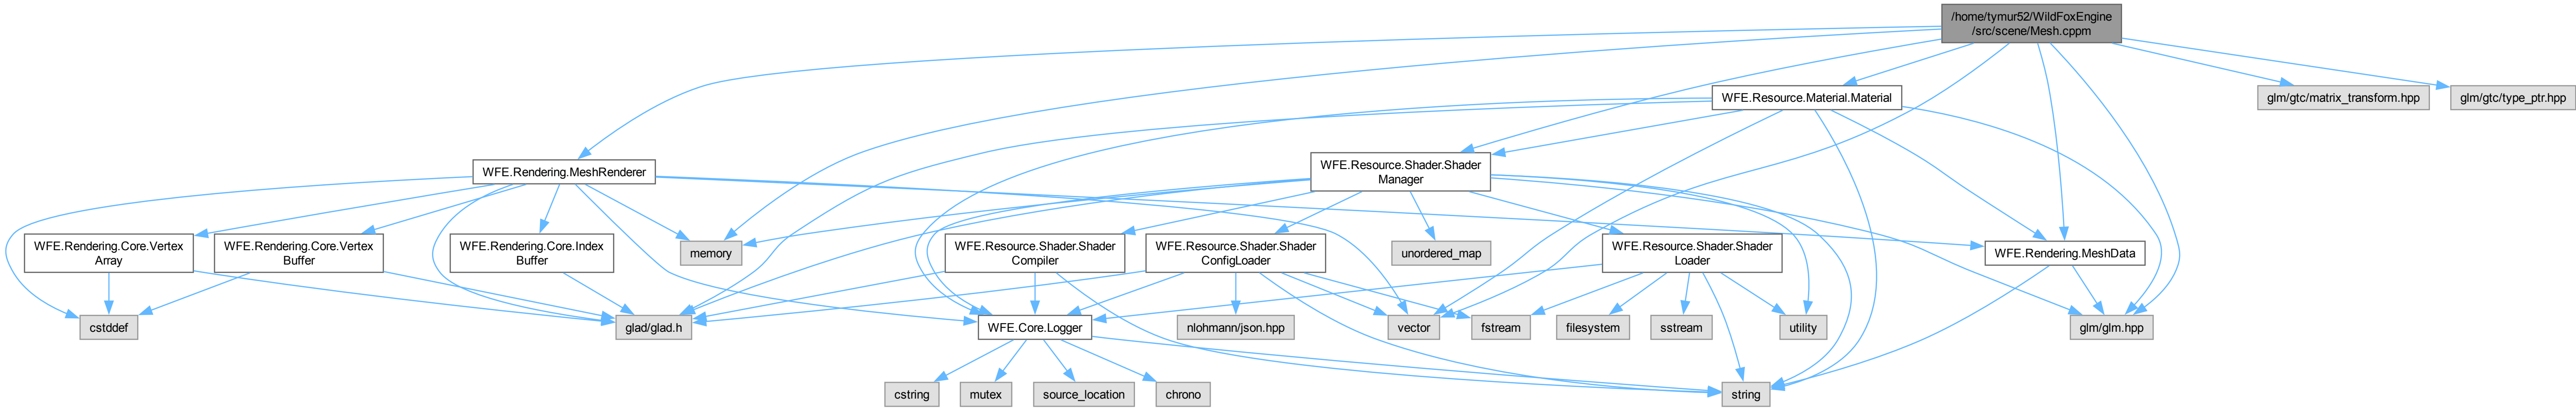 /home/tymur52/WildFoxEngine
/src/scene/Mesh.cppm
WFE.Resource.Material.Material
glm/gtc/matrix_transform.hpp
glm/gtc/type_ptr.hpp
WFE.Rendering.MeshRenderer
WFE.Resource.Shader.Shader
Manager
WFE.Rendering.Core.Vertex
Array
WFE.Rendering.Core.Vertex
Buffer
WFE.Rendering.Core.Index
Buffer
memory
WFE.Resource.Shader.Shader
Compiler
WFE.Resource.Shader.Shader
ConfigLoader
unordered_map
WFE.Resource.Shader.Shader
Loader
WFE.Rendering.MeshData
cstddef
glad/glad.h
WFE.Core.Logger
nlohmann/json.hpp
vector
fstream
filesystem
sstream
utility
glm/glm.hpp
cstring
mutex
source_location
chrono
string